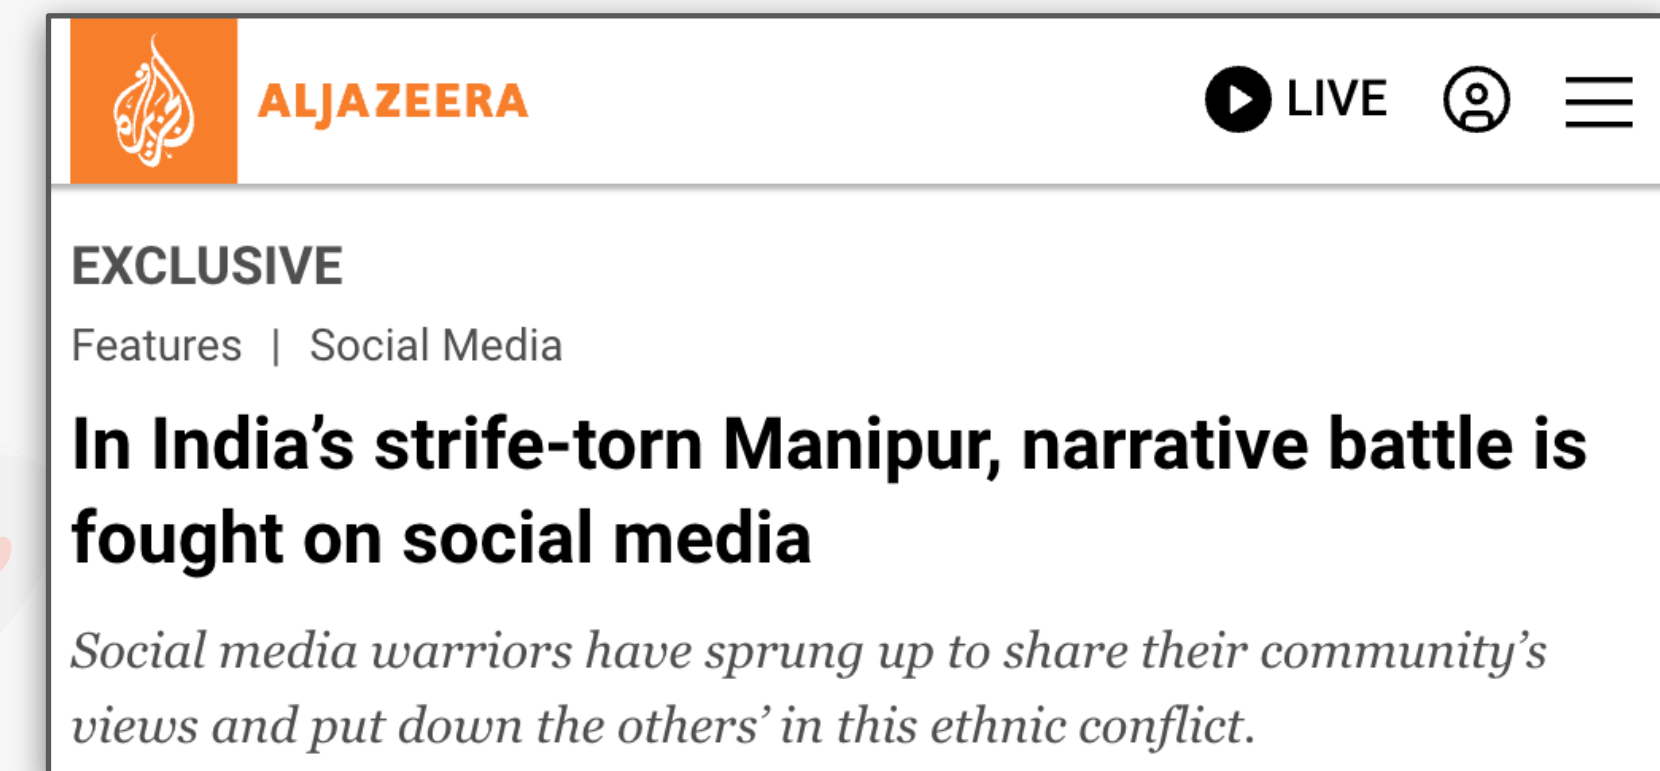 ALJAZEERA
LIVE
EXCLUSIVE
Features | Social Media
In India’s strife-torn Manipur, narrative battle is
fought on social media
Social media warriors have sprung up to share their community’s
views and put down the others’ in this ethnic conflict.